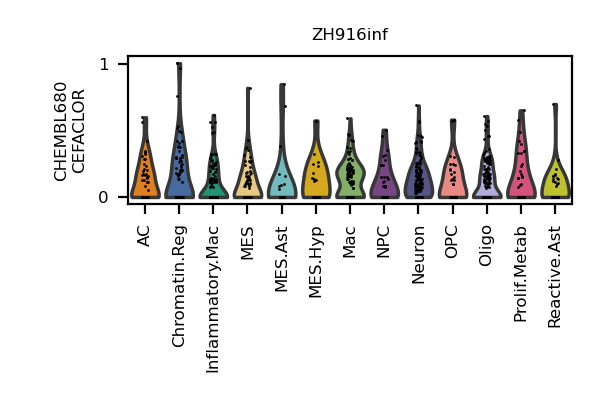 ZH916inf
CHEMBL680
CEFACLOR
1
0
AC
Chromatin.Reg
Inflammatory.Mac
MES
MES.Ast
MES.Hyp
Mac
NPC
Neuron
OPC
Oligo
Prolif.Metab
Reactive.Ast